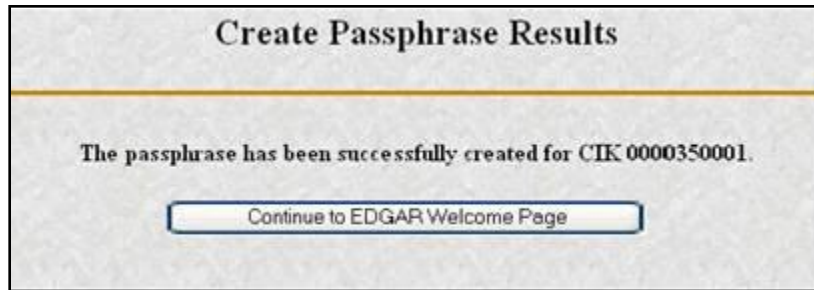 Create Passphrase Results
The passphrase has been successfully created for CIK 0000350001.
Continue to EDGAR Welcome Page